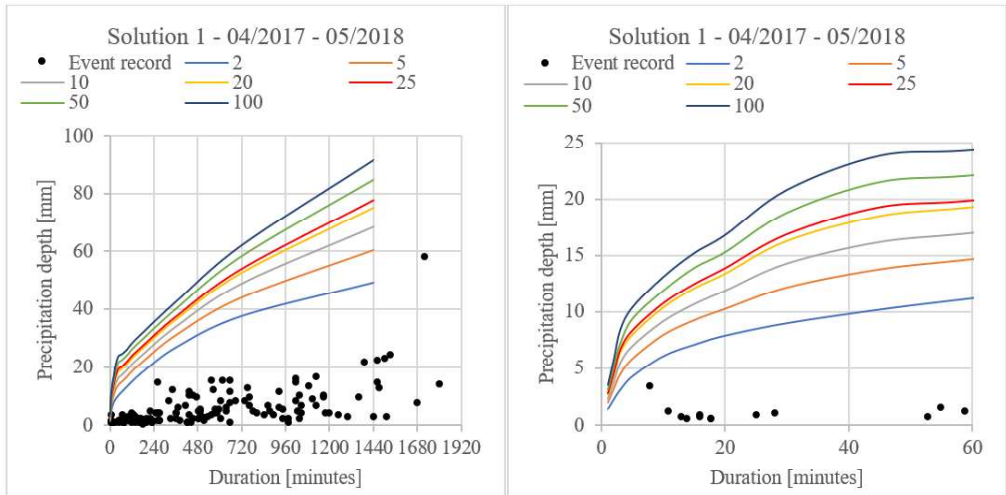 Solution 1 - 04/2017 - 05/2018
Event record 2 5
10 20 25
50 100
100
80
60
40
20
0
Precipitation depth [mm]
0 240 480 720 960 1200 1440 1680 1920
Duration [minutes]
Solution 1 - 04/2017 - 05/2018
Event record 2 5
10 20 25
50 100
25
20
15
10
5
0
Precipitation depth [mm]
0 20 40 60
Duration [minutes]